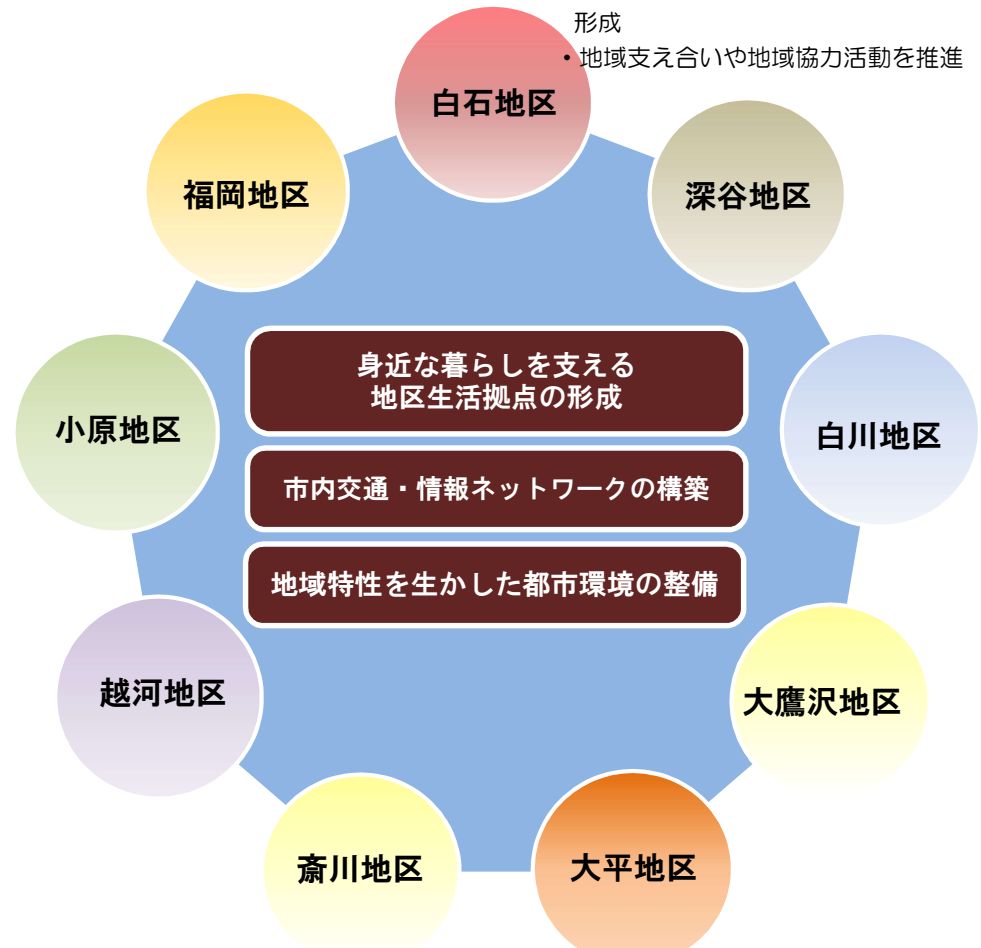 形成
・地域支え合いや地域協力活動を推進
白石地区
福岡地区
深谷地区
身近な暮らしを支える
地区生活拠点の形成
小原地区
白川地区
市内交通・情報ネットワークの構築
地域特性を生かした都市環境の整備
越河地区
大鷹沢地区
斎川地区
大平地区